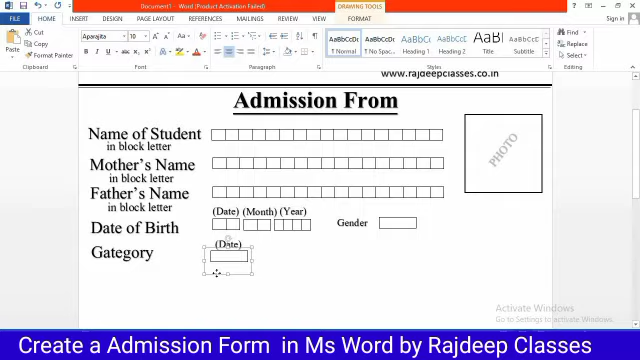 Document1 - Word (Product Activation Failed)
DRAWING TOOLS
FILE HOME INSERT DESIGN PAGE LAYOUT REFERENCES MAILINGS REVIEW VIEW FORMAT Sign in
Cut
Copy
Format Painter
Paste
Clipboard
Aparajita 10
Font
Paragraph
AaBbCcDc AaBbCcDc AaBbC AaBbCc AaB AaBbCcD
¶ Normal ¶ No Spac... Heading 1 Heading 2 Title Subtitle
Styles
Find
Replace
Select
Editing
www.rajdeepclasses.co.in
Admission From
PHOTO
Name of Student
in block letter
Mother's Name
in block letter
Father's Name
in block letter
(Date) (Month) (Year)
Date of Birth
Gender
(Date)
Gategory
Activate Windows
Go to Settings to activate Windows.
Create a Admission Form in Ms Word by Rajdeep Classes